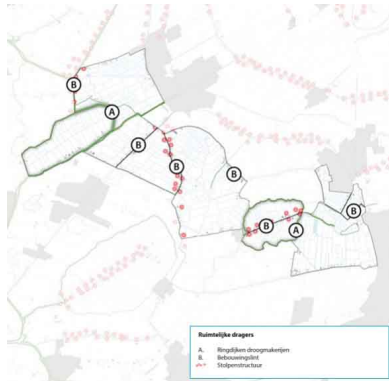 B
A
B
B
B
B
B
A
Ruimtelijke dragers
A. Ringdijken droogmakerijen
B. Bebouwingslint
Stolpenstructuur